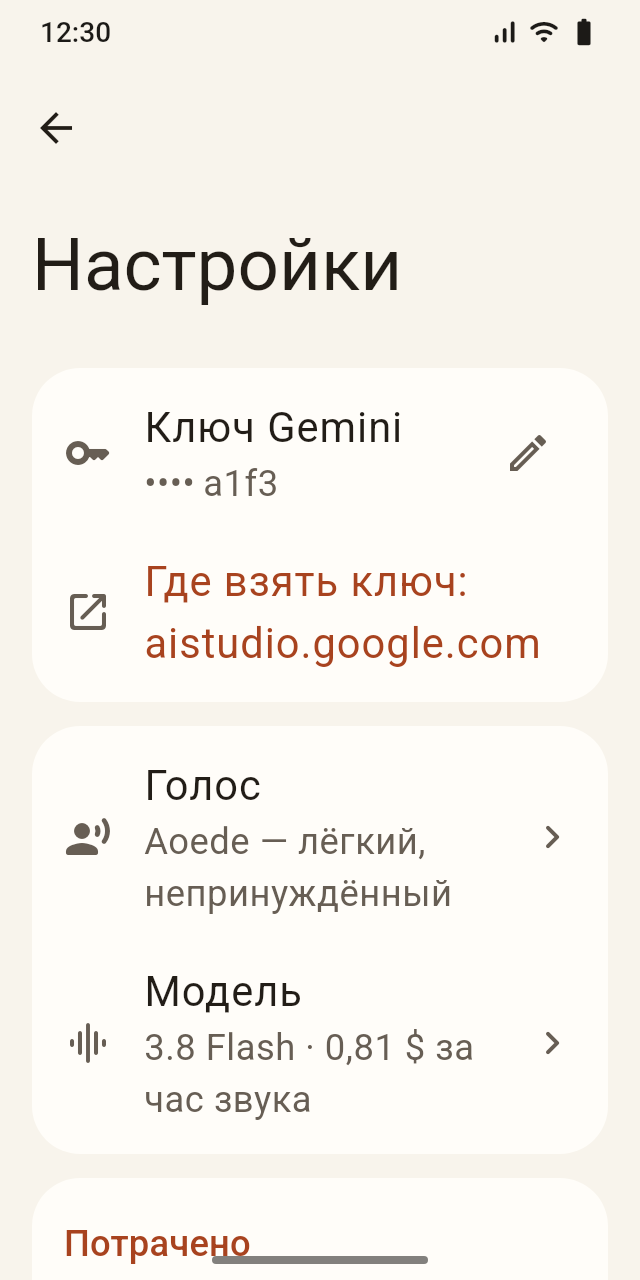 12:30
Настройки
Ключ Gemini
•••• a1f3
Где взять ключ:
aistudio.google.com
Голос
Aoede — лёгкий,
непринуждённый
Модель
3.8 Flash · 0,81 $ за
час звука
Потрачено